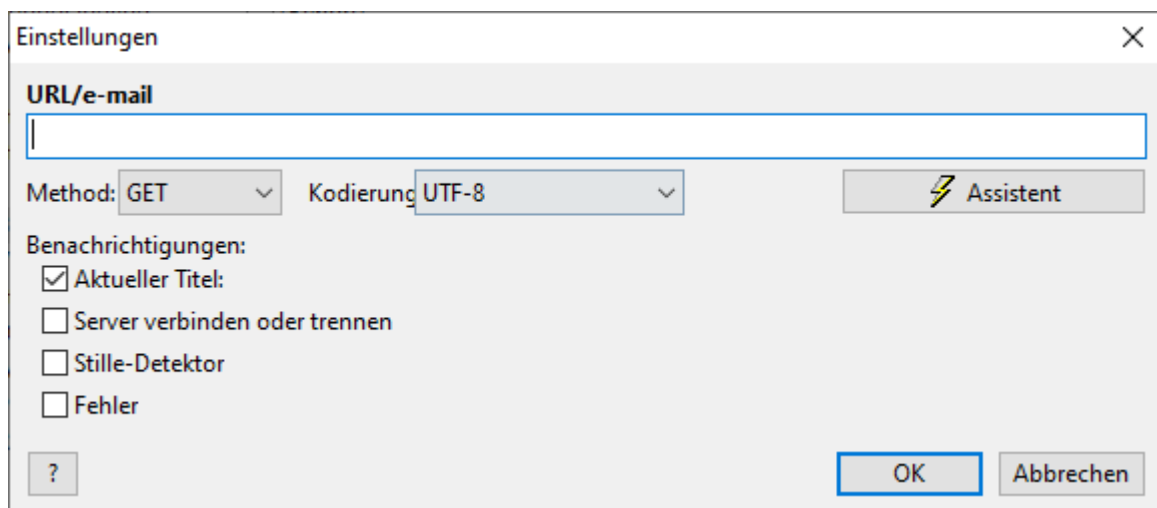 Einstellungen
URL/e-mail
Method: GET Kodierung UTF-8 Assistent
Benachrichtigungen:
Aktueller Titel:
Server verbinden oder trennen
Stille-Detektor
Fehler
? OK Abbrechen